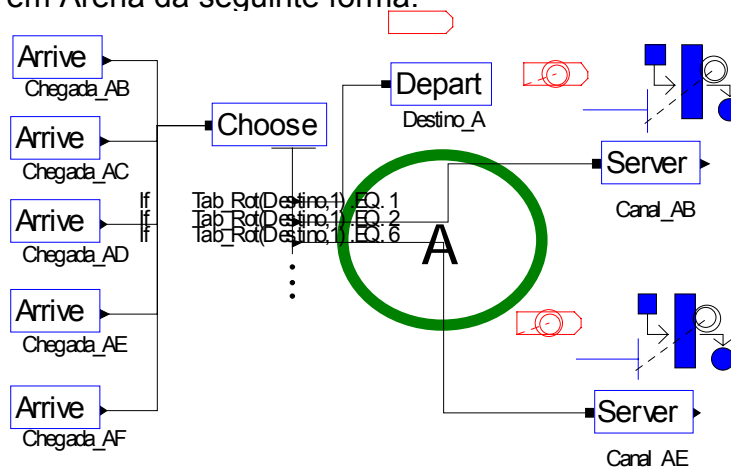 em Arena da seguinte forma:
Arrive
Chegada_AB
Arrive
Chegada_AC
Arrive
Chegada_AD
Arrive
Chegada_AE
Arrive
Chegada_AF
Choose
If Tab_Rot(Destino,1) .EQ. 1
If Tab_Rot(Destino,1) .EQ. 2
If Tab_Rot(Destino,1) .EQ. 6
Depart
Destino_A
A
Server
Canal_AB
Server
Canal_AE